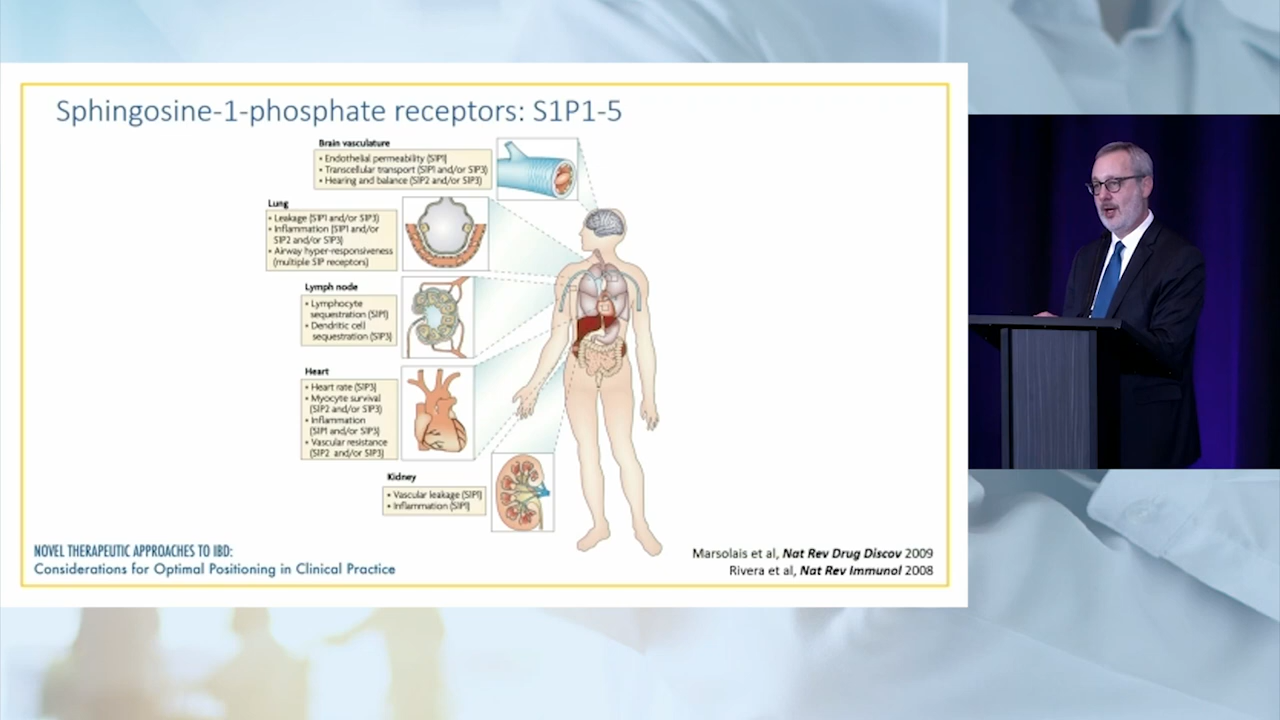 Sphingosine-1-phosphate receptors: S1P1-5
Brain vasculature
• Endothelial permeability (S1P1)
• Transcellular transport (S1P1 and/or S1P3)
• Hearing and balance (S1P2 and/or S1P3)
Lung
• Leakage (S1P1 and/or S1P3)
• Inflammation (S1P1 and/or
S1P2 and/or S1P3)
• Airway hyper-responsiveness
(multiple S1P receptors)
Lymph node
• Lymphocyte
sequestration (S1P1)
• Dendritic cell
sequestration (S1P3)
Heart
• Heart rate (S1P3)
• Myocyte survival
(S1P2 and/or S1P3)
• Inflammation
(S1P1 and/or S1P3)
• Vascular resistance
(S1P2 and/or S1P3)
Kidney
• Vascular leakage (S1P1)
• Inflammation (S1P1)
NOVEL THERAPEUTIC APPROACHES TO IBD:
Considerations for Optimal Positioning in Clinical Practice
Marsolais et al, Nat Rev Drug Discov 2009
Rivera et al, Nat Rev Immunol 2008